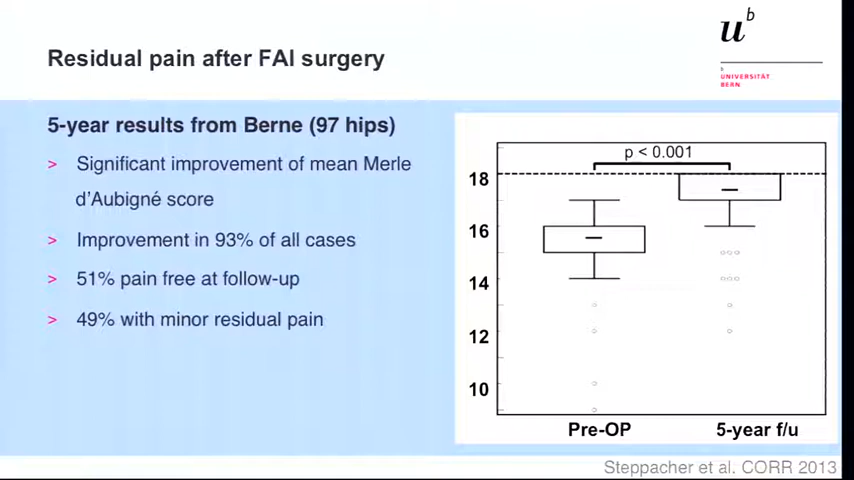 Residual pain after FAI surgery
u b
b
UNIVERSITÄT
BERN
5-year results from Berne (97 hips)
> Significant improvement of mean Merle
d'Aubigné score
> Improvement in 93% of all cases
> 51% pain free at follow-up
> 49% with minor residual pain
p < 0.001
18
16
14
12
10
Pre-OP 5-year f/u
Steppacher et al. CORR 2013